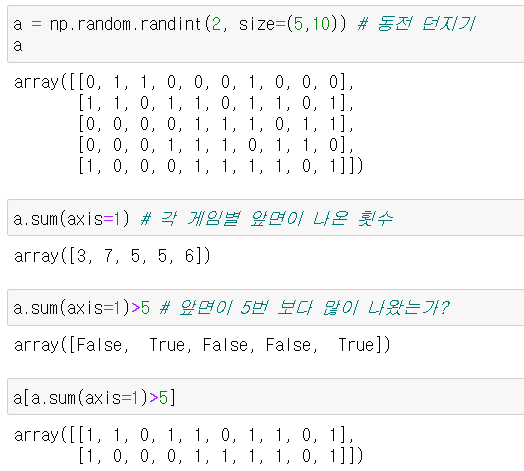 a = np.random.randint(2, size=(5,10)) # 동전 던지기
a
array([[0, 1, 1, 0, 0, 0, 1, 0, 0, 0],
       [1, 1, 0, 1, 1, 0, 1, 1, 0, 1],
       [0, 0, 0, 0, 1, 1, 1, 0, 1, 1],
       [0, 0, 0, 1, 1, 1, 0, 1, 1, 0],
       [1, 0, 0, 0, 1, 1, 1, 1, 0, 1]])
a.sum(axis=1) # 각 게임별 앞면이 나온 횟수
array([3, 7, 5, 5, 6])
a.sum(axis=1)>5 # 앞면이 5번 보다 많이 나왔는가?
array([False,  True, False, False,  True])
a[a.sum(axis=1)>5]
array([[1, 1, 0, 1, 1, 0, 1, 1, 0, 1],
       [1, 0, 0, 0, 1, 1, 1, 1, 0, 1]])